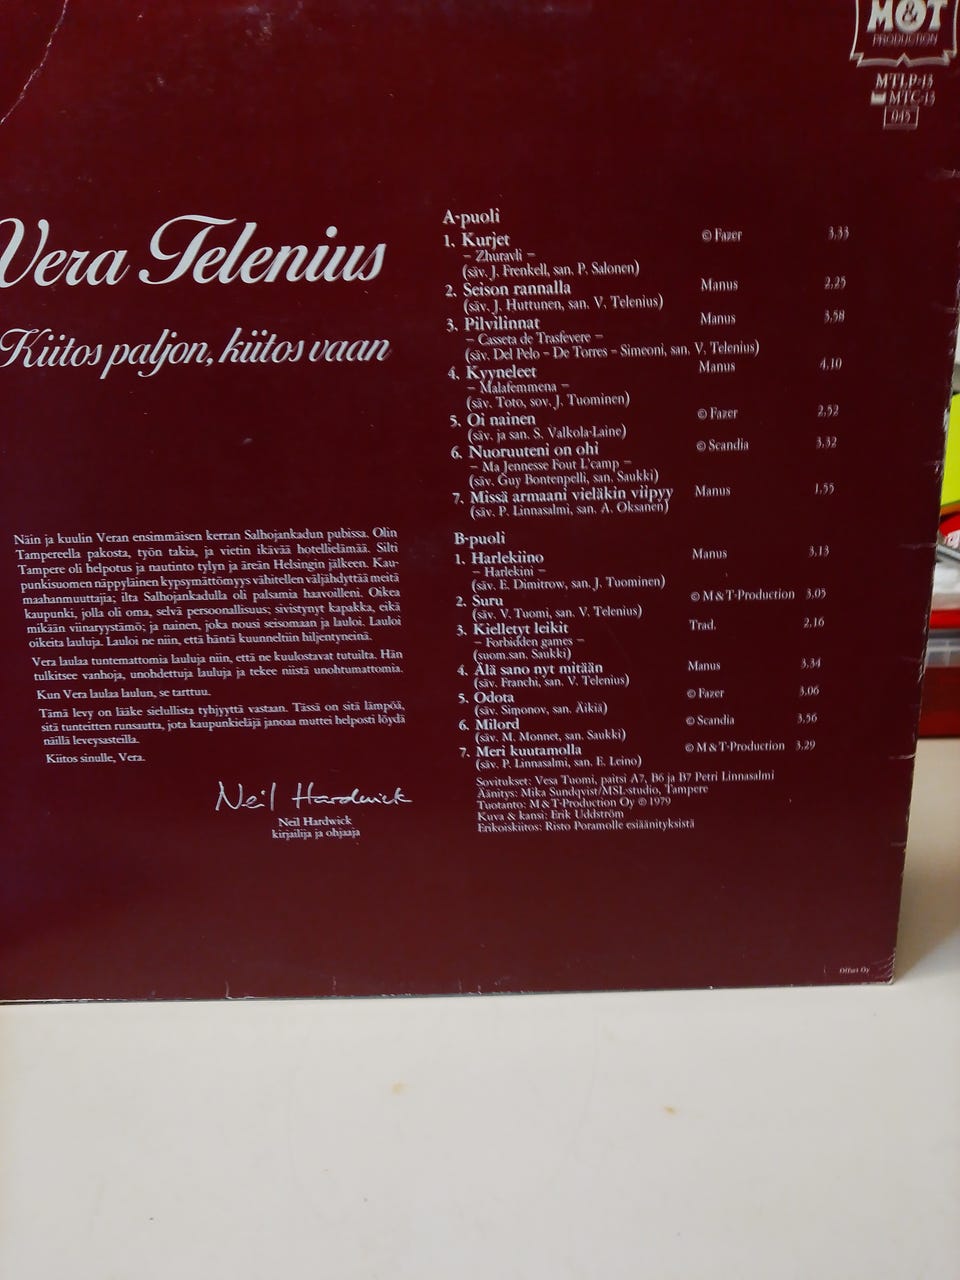 M&T
PRODUCTION
MTLP-13
MTC-13
045
Vera Telenius
Kiitos paljon, kiitos vaan
Näin ja kuulin Veran ensimmäisen kerran Salhojankadun pubissa. Olin
Tampereella pakosta, työn takia, ja vietin ikävää hotellielämää. Silti
Tampere oli helpotus ja nautinto tylyn ja äreän Helsingin jälkeen. Kau-
punkisuomen näppyläinen kypsymättömyys vähitellen väljähdyttää meitä
maahanmuuttajia; ilta Salhojankadulla oli palsamia haavoilleni. Oikea
kaupunki, jolla oli oma, selvä persoonallisuus; sivistynyt kapakka, eikä
mikään viinaryystämö; ja nainen, joka nousi seisomaan ja lauloi. Lauloi
oikeita lauluja. Lauloi ne niin, että häntä kuunneltiin hiljentyneinä.
Vera laulaa tuntemattomia lauluja niin, että ne kuulostavat tutuilta. Hän
tulkitsee vanhoja, unohdettuja lauluja ja tekee niistä unohtumattomia.
Kun Vera laulaa laulun, se tarttuu.
Tämä levy on lääke sielullista tyhjyyttä vastaan. Tässä on sitä lämpöä,
sitä tunteitten runsautta, jota kaupunkieläjä janoaa muttei helposti löydä
näillä leveysasteilla.
Kiitos sinulle, Vera.
Neil Hardwick
Neil Hardwick
kirjailija ja ohjaaja
A-puoli
1. Kurjet © Fazer 3,33
– Zhuravli –
(säv. J. Frenkell, san. P. Salonen)
2. Seison rannalla Manus 2,25
(säv. J. Huttunen, san. V. Telenius)
3. Pilvilinnat Manus 3,58
– Casseta de Trasfevere –
(säv. Del Pelo – De Torres – Simeoni, san. V. Telenius)
4. Kyyneleet Manus 4,10
– Malafemmena –
(säv. Toto, sov. J. Tuominen)
5. Oi nainen © Fazer 2,52
(säv. ja san. S. Valkola-Laine)
6. Nuoruuteni on ohi © Scandia 3,32
– Ma Jennesse Fout L'camp –
(säv. Guy Bontenpelli, san. Saukki)
7. Missä armaani vieläkin viipyy Manus 1,55
(säv. P. Linnasalmi, san. A. Oksanen)
B-puoli
1. Harlekiino Manus 3,13
– Harlekini –
(säv. E. Dimitrow, san. J. Tuominen)
2. Suru © M&T-Production 3,05
(säv. V. Tuomi, san. V. Telenius)
3. Kielletyt leikit Trad. 2,16
– Forbidden games –
(suom.san. Saukki)
4. Älä sano nyt mitään Manus 3,34
(säv. Franchi, san. V. Telenius)
5. Odota © Fazer 3,06
(säv. Simonov, san. Äikiä)
6. Milord © Scandia 3,56
(säv. M. Monnet, san. Saukki)
7. Meri kuutamolla © M&T-Production 3,29
(säv. P. Linnasalmi, san. E. Leino)
Sovitukset: Vesa Tuomi, paitsi A7, B6 ja B7 Petri Linnasalmi
Äänitys: Mika Sundqvist/MSL-studio, Tampere
Tuotanto: M&T-Production Oy ℗ 1979
Kuva & kansi: Erik Uddström
Erikoiskiitos: Risto Poramolle esiäänityksistä
Offset Oy